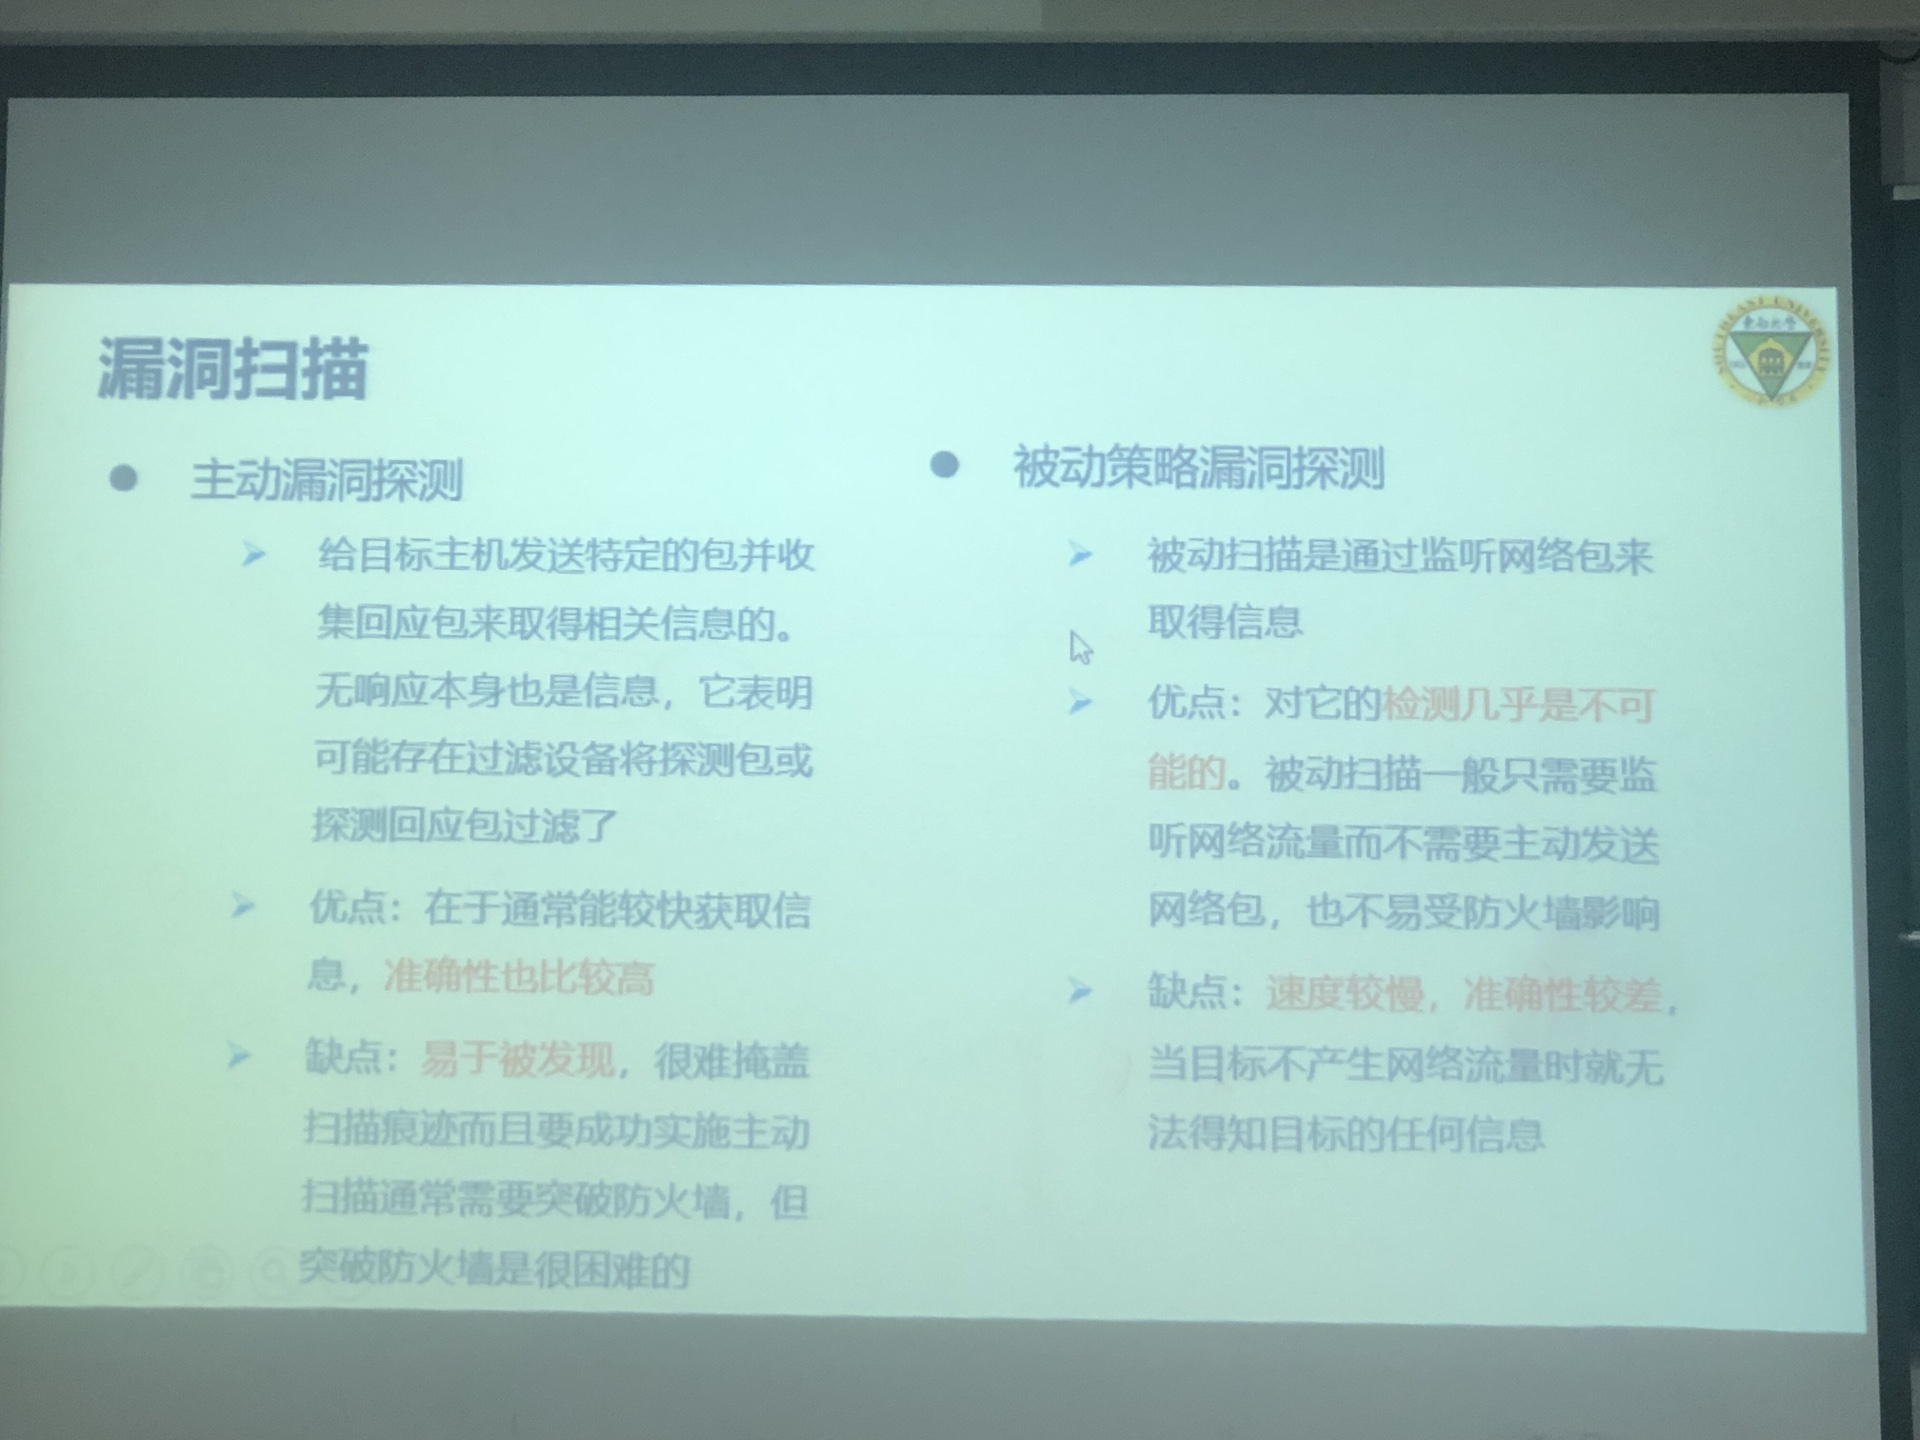 漏洞扫描
主动漏洞探测
给目标主机发送特定的包并收
集回应包来取得相关信息的。
无响应本身也是信息，它表明
可能存在过滤设备将探测包或
探测回应包过滤了
优点：在于通常能较快获取信
息，准确性也比较高
缺点：易于被发现，很难掩盖
扫描痕迹而且要成功实施主动
扫描通常需要突破防火墙，但
突破防火墙是很困难的
被动策略漏洞探测
被动扫描是通过监听网络包来
取得信息
优点：对它的检测几乎是不可
能的。被动扫描一般只需要监
听网络流量而不需要主动发送
网络包，也不易受防火墙影响
缺点：速度较慢，准确性较差，
当目标不产生网络流量时就无
法得知目标的任何信息
SOUTHEAST UNIVERSITY
东南大学